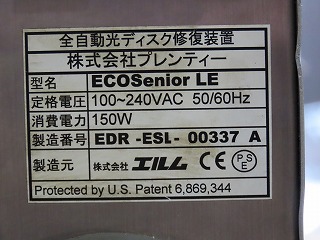 全自動光ディスク修復装置
株式会社プレンティー
型名 ECOSenior LE
定格電圧 100~240VAC 50/60Hz
消費電力 150W
製造番号 EDR -ESL- 00337 A
製造元 株式会社 エルム CE PSE
Protected by U.S. Patent 6,869,344